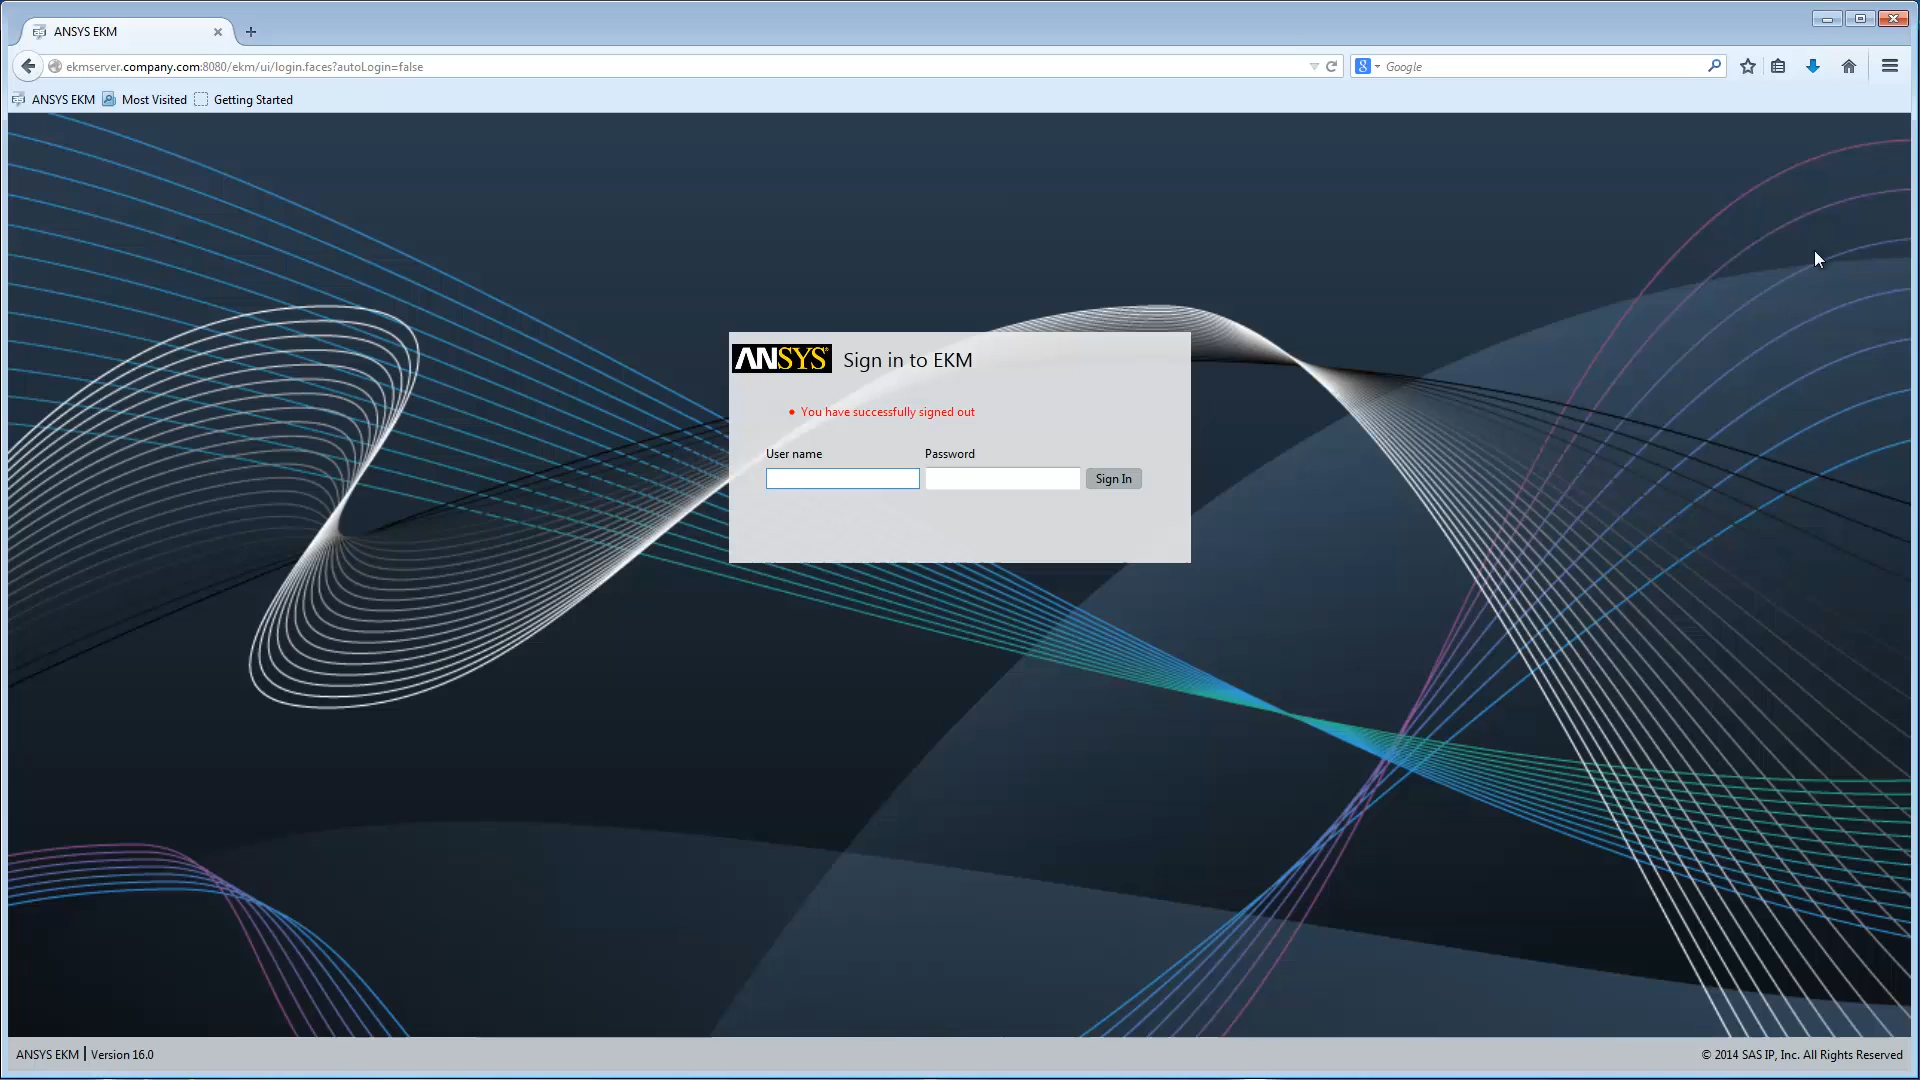 ANSYS EKM
ekmserver.company.com:8080/ekm/ui/login.faces?autoLogin=false
Google
ANSYS EKM Most Visited Getting Started
ANSYS® Sign in to EKM
• You have successfully signed out
User name Password
Sign In
ANSYS EKM | Version 16.0
© 2014 SAS IP, Inc. All Rights Reserved